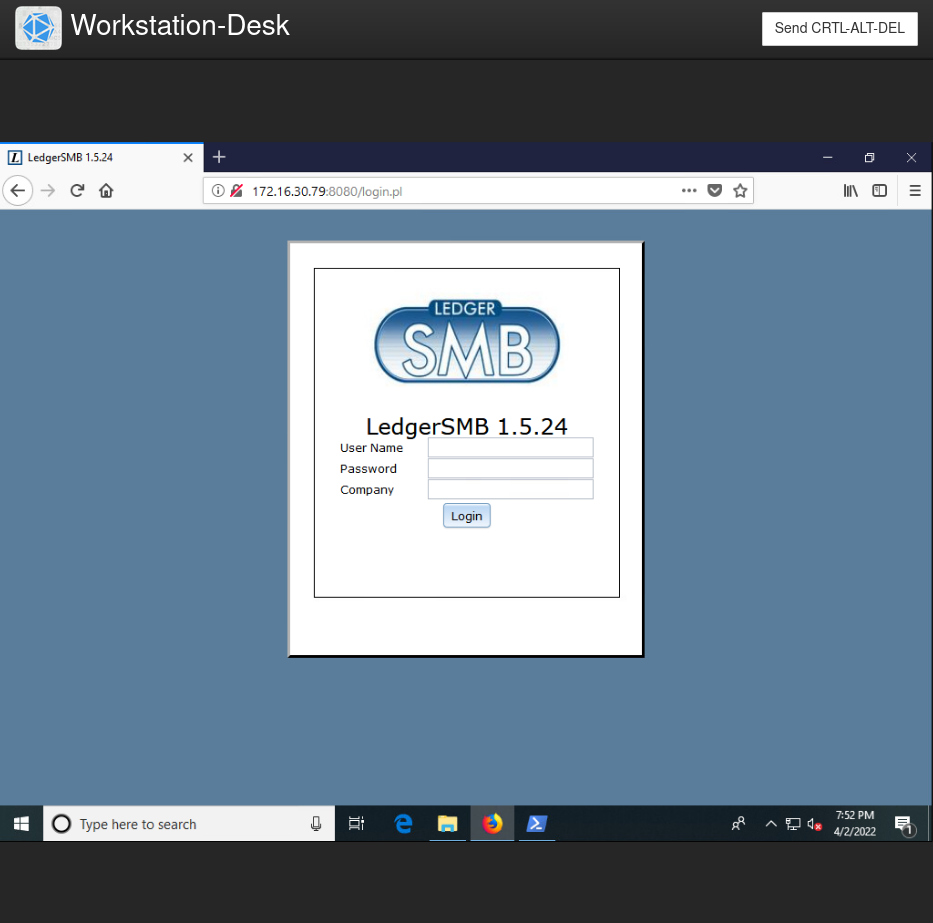 Workstation-Desk
Send CRTL-ALT-DEL
LedgerSMB 1.5.24
172.16.30.79:8080/login.pl
LEDGER
SMB
LedgerSMB 1.5.24
User Name
Password
Company
Login
Type here to search
7:52 PM
4/2/2022
1